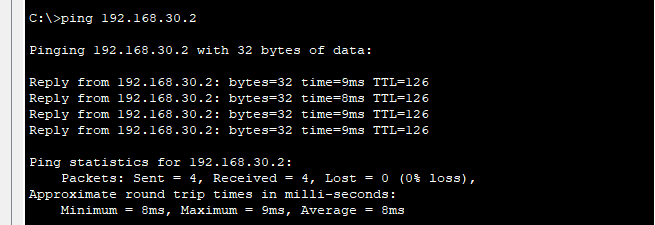 C:\>ping 192.168.30.2
Pinging 192.168.30.2 with 32 bytes of data:
Reply from 192.168.30.2: bytes=32 time=9ms TTL=126
Reply from 192.168.30.2: bytes=32 time=8ms TTL=126
Reply from 192.168.30.2: bytes=32 time=9ms TTL=126
Reply from 192.168.30.2: bytes=32 time=9ms TTL=126
Ping statistics for 192.168.30.2:
    Packets: Sent = 4, Received = 4, Lost = 0 (0% loss),
Approximate round trip times in milli-seconds:
    Minimum = 8ms, Maximum = 9ms, Average = 8ms